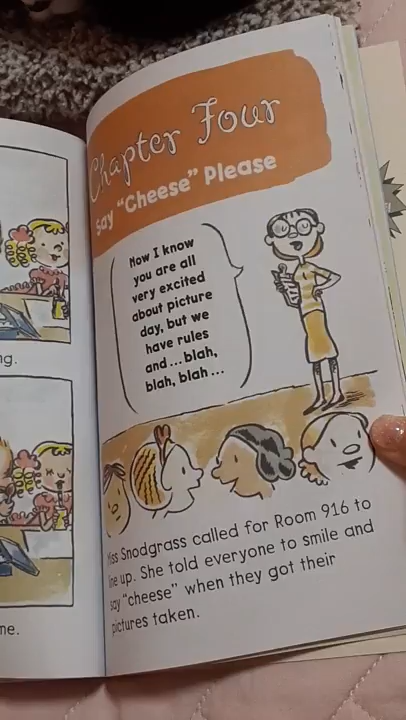 ng.
me.
Chapter Four
Say "Cheese" Please
Now I know
you are all
very excited
about picture
day, but we
have rules
and ... blah,
blah, blah ...
Miss Snodgrass called for Room 916 to
line up. She told everyone to smile and
say "cheese" when they got their
pictures taken.